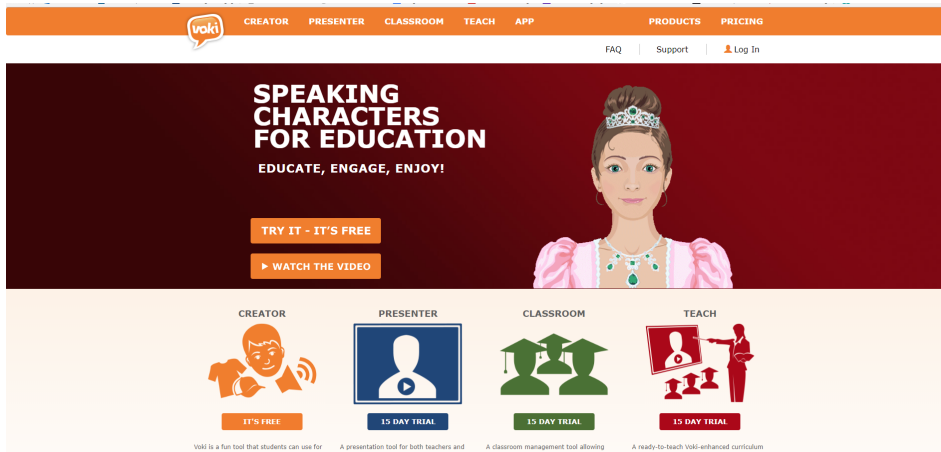 voki
CREATOR PRESENTER CLASSROOM TEACH APP PRODUCTS PRICING
FAQ Support Log In
SPEAKING
CHARACTERS
FOR EDUCATION
EDUCATE, ENGAGE, ENJOY!
TRY IT - IT'S FREE
WATCH THE VIDEO
CREATOR PRESENTER CLASSROOM TEACH
IT'S FREE 15 DAY TRIAL 15 DAY TRIAL 15 DAY TRIAL
Voki is a fun tool that students can use for A presentation tool for both teachers and A classroom management tool allowing A ready-to-teach Voki-enhanced curriculum